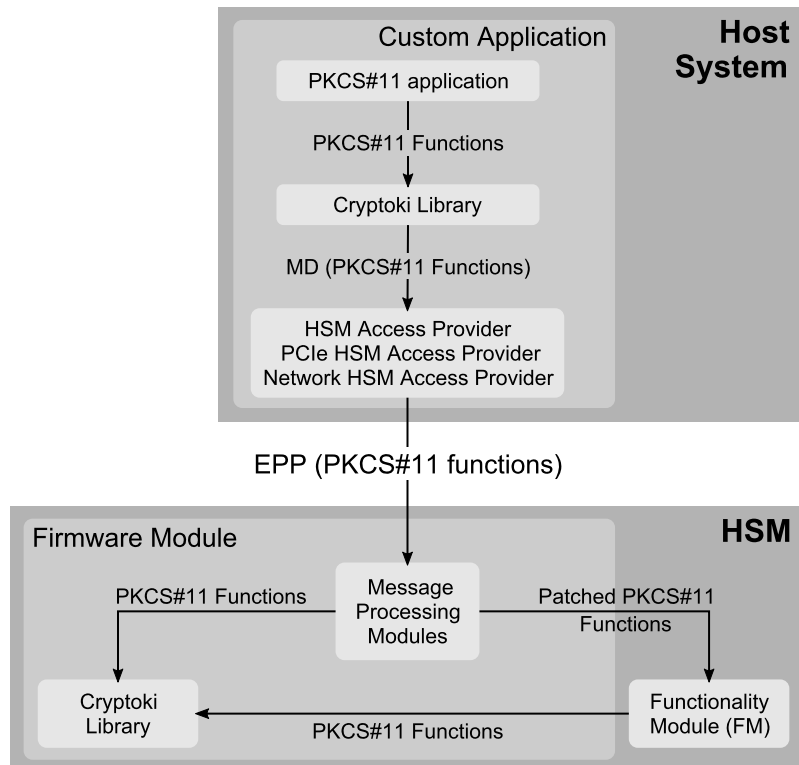 Custom Application
Host
System
PKCS#11 application
PKCS#11 Functions
Cryptoki Library
MD (PKCS#11 Functions)
HSM Access Provider
PCIe HSM Access Provider
Network HSM Access Provider
EPP (PKCS#11 functions)
Firmware Module
HSM
Message
Processing
Modules
PKCS#11 Functions
Patched PKCS#11
Functions
Cryptoki
Library
PKCS#11 Functions
Functionality
Module (FM)